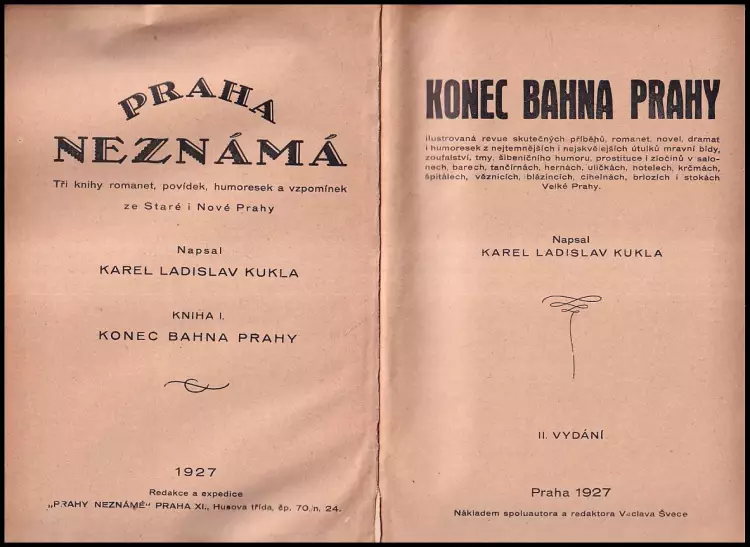 PRAHA
NEZNÁMÁ
Tři knihy romanet, povídek, humoresek a vzpomínek
ze Staré i Nové Prahy
Napsal
KAREL LADISLAV KUKLA
KNIHA I.
KONEC BAHNA PRAHY
1927
Redakce a expedice
„PRAHY NEZNÁMÉ“ PRAHA XI., Husova třída, čp. 70, n. 24.
KONEC BAHNA PRAHY
ilustrovaná revue skutečných příběhů, romanet, novel, dramat
i humoresek z nejtemnějších i nejskvělejších útulků mravní bídy,
zoufalství, tmy, šibeničního humoru, prostituce i zločinů v salo-
nech, barech, tančírnách, hernách, uličkách, hotelech, krčmách,
špitálech, věznicích, blázincích, cihelnách, brlozích i stokách
Velké Prahy.
Napsal
KAREL LADISLAV KUKLA
II. VYDÁNÍ
Praha 1927
Nákladem spoluautora a redaktora Václava Švece